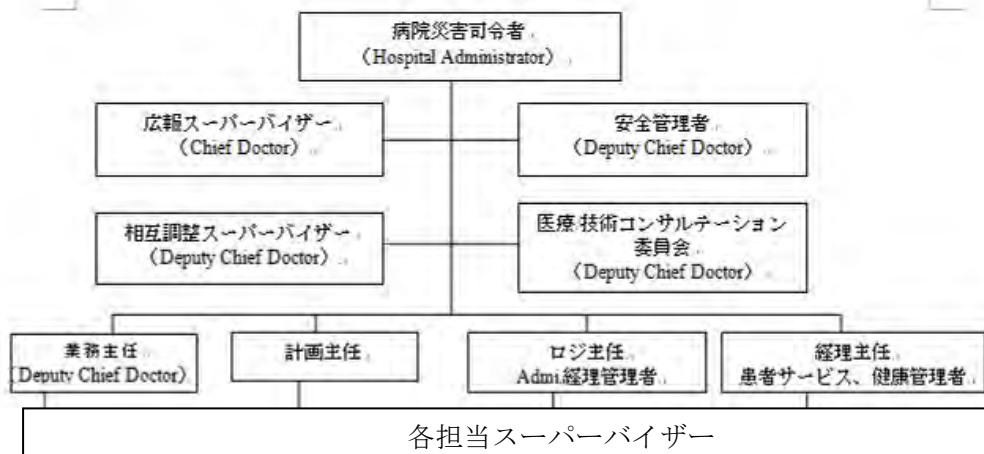 病院災害司令者
（Hospital Administrator）
広報スーパーバイザー
（Chief Doctor）
安全管理者
（Deputy Chief Doctor）
相互調整スーパーバイザー
（Deputy Chief Doctor）
医療・技術コンサルテーション
委員会
（Deputy Chief Doctor）
業務主任
（Deputy Chief Doctor）
計画主任
ロジ主任
Admi.経理管理者
経理主任
患者サービス、健康管理者
各担当スーパーバイザー